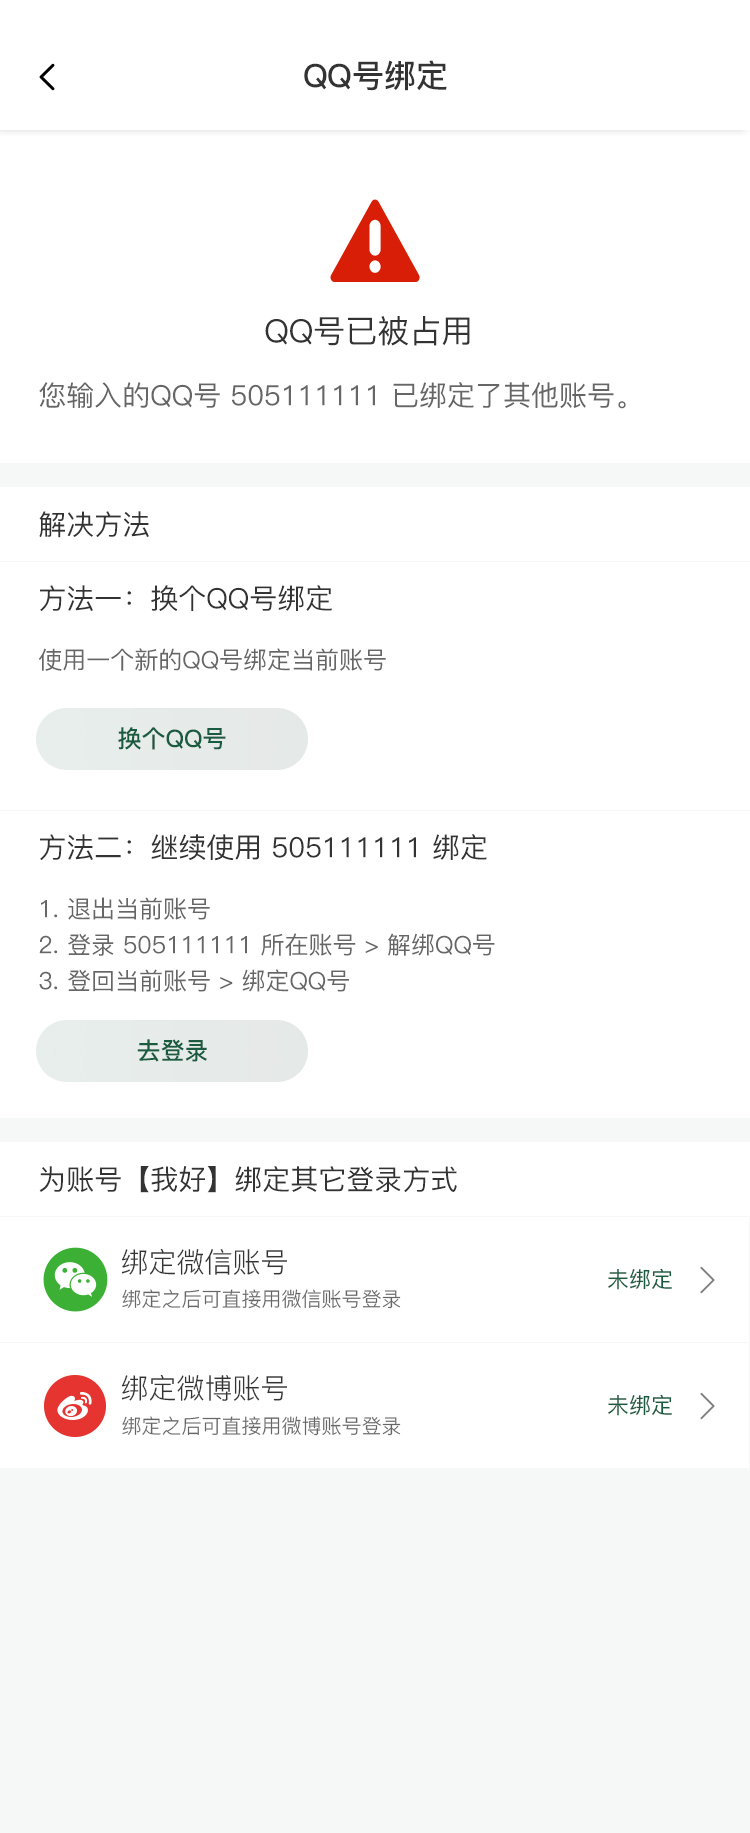 QQ号绑定
QQ号已被占用
您输入的QQ号 505111111 已绑定了其他账号。
解决方法
方法一：换个QQ号绑定
使用一个新的QQ号绑定当前账号
换个QQ号
方法二：继续使用 505111111 绑定
1. 退出当前账号
2. 登录 505111111 所在账号 > 解绑QQ号
3. 登回当前账号 > 绑定QQ号
去登录
为账号【我好】绑定其它登录方式
绑定微信账号
绑定之后可直接用微信账号登录
未绑定
绑定微博账号
绑定之后可直接用微博账号登录
未绑定